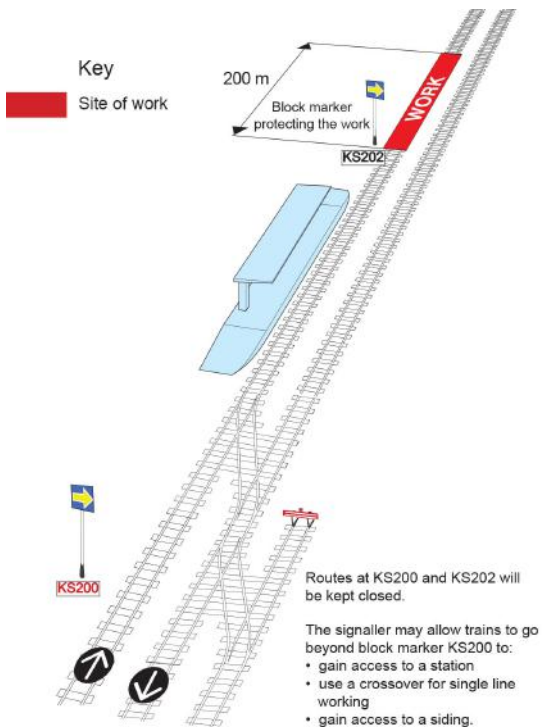 Key
Site of work
200 m
Block marker
protecting the work
KS202
WORK
KS200
Routes at KS200 and KS202 will
be kept closed.
The signaller may allow trains to go
beyond block marker KS200 to:
• gain access to a station
• use a crossover for single line
working
• gain access to a siding.